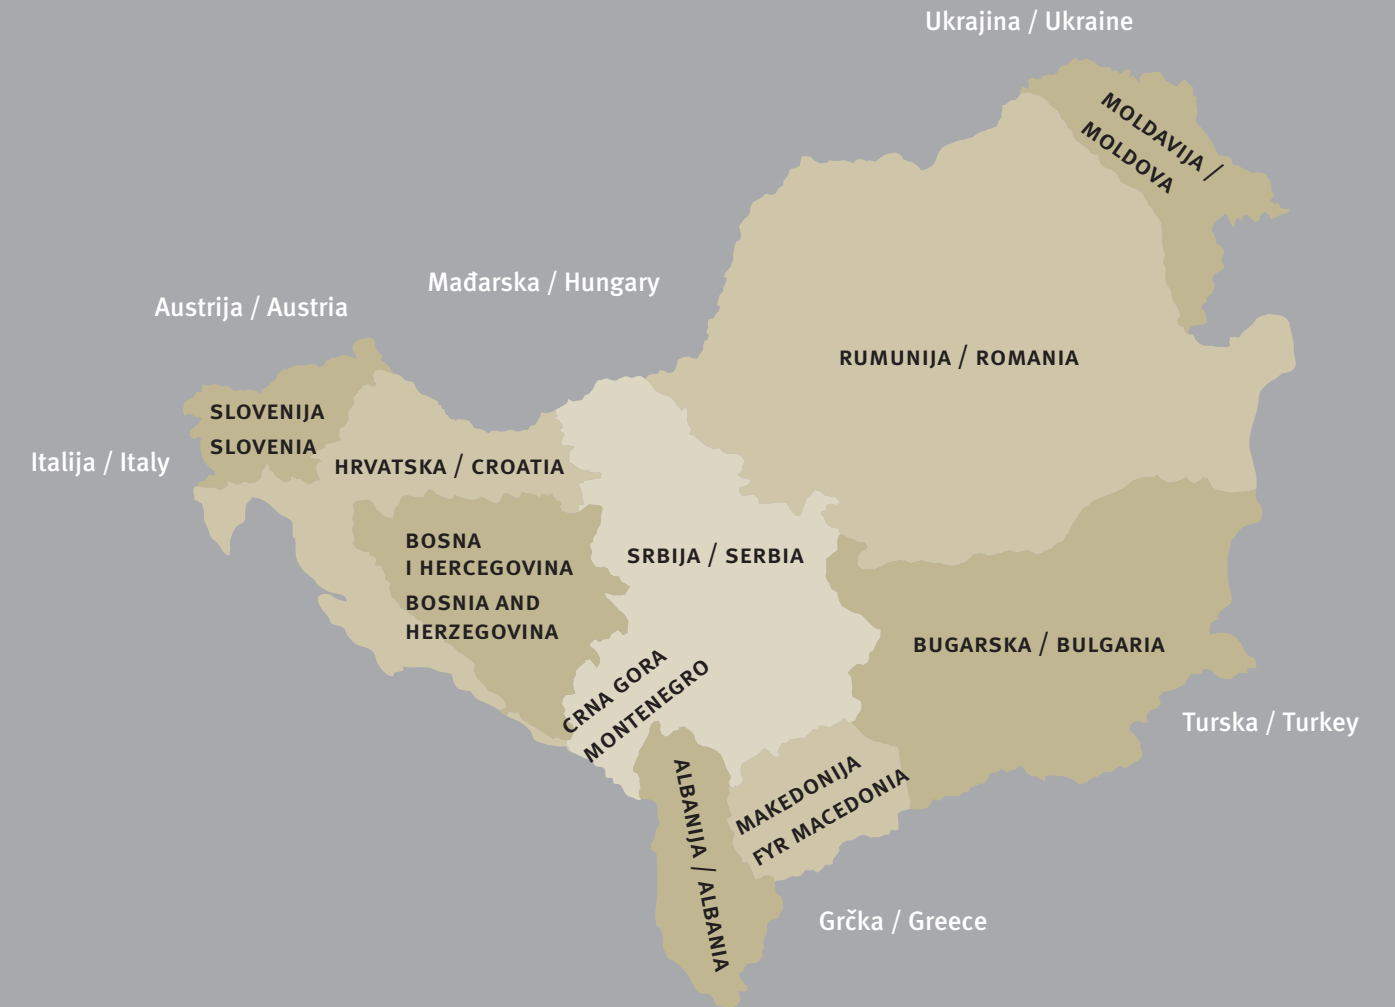 Ukrajina / Ukraine
MOLDAVIJA /
MOLDOVA
Mađarska / Hungary
Austrija / Austria
RUMUNIJA / ROMANIA
SLOVENIJA
SLOVENIA
Italija / Italy
HRVATSKA / CROATIA
BOSNA
I HERCEGOVINA
BOSNIA AND
HERZEGOVINA
SRBIJA / SERBIA
BUGARSKA / BULGARIA
CRNA GORA
MONTENEGRO
Turska / Turkey
ALBANIJA / ALBANIA
MAKEDONIJA
FYR MACEDONIA
Grčka / Greece